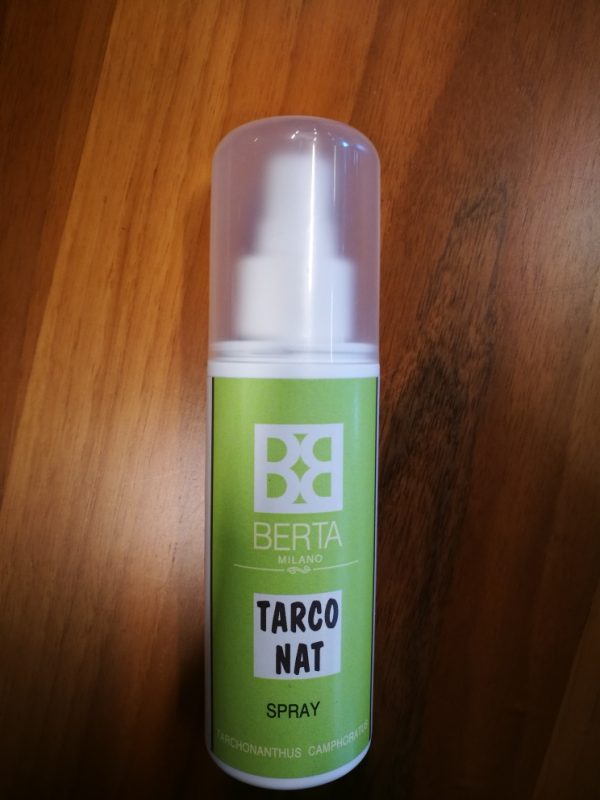 BERTA
MILANO
TARCO
NAT
SPRAY
TARCHONANTHUS CAMPHORATUS